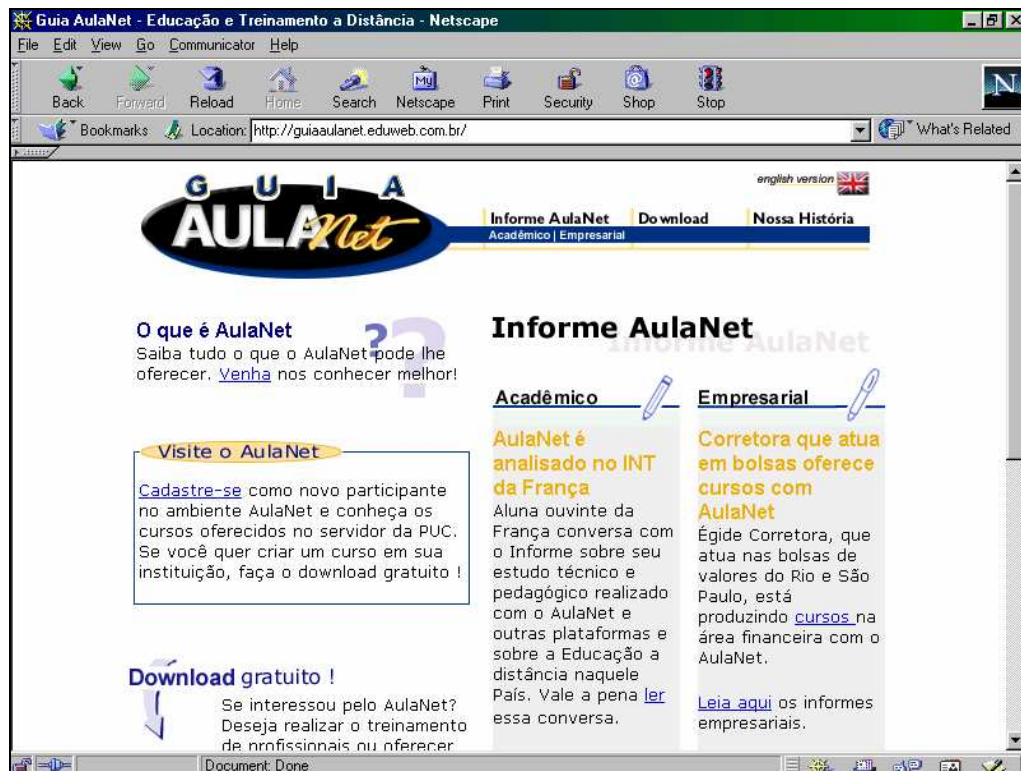 Guia AulaNet - Educação e Treinamento a Distância - Netscape
File Edit View Go Communicator Help
Back Forward Reload Home Search Netscape Print Security Shop Stop
Bookmarks Location: http://guiaaulanet.eduweb.com.br/ What's Related
GUIA
AULANet
english version
Informe AulaNet Download Nossa História
Acadêmico | Empresarial
O que é AulaNet
Saiba tudo o que o AulaNet pode lhe
oferecer. Venha nos conhecer melhor!
Visite o AulaNet
Cadastre-se como novo participante
no ambiente AulaNet e conheça os
cursos oferecidos no servidor da PUC.
Se você quer criar um curso em sua
instituição, faça o download gratuito !
Download gratuito !
Se interessou pelo AulaNet?
Deseja realizar o treinamento
de profissionais ou oferecer
Informe AulaNet
Informe AulaNet
Acadêmico
AulaNet é
analisado no INT
da França
Aluna ouvinte da
França conversa com
o Informe sobre seu
estudo técnico e
pedagógico realizado
com o AulaNet e
outras plataformas e
sobre a Educação a
distância naquele
País. Vale a pena ler
essa conversa.
Empresarial
Corretora que atua
em bolsas oferece
cursos com
AulaNet
Égide Corretora, que
atua nas bolsas de
valores do Rio e São
Paulo, está
produzindo cursos na
área financeira com o
AulaNet.
Leia aqui os informes
empresariais.
Document: Done